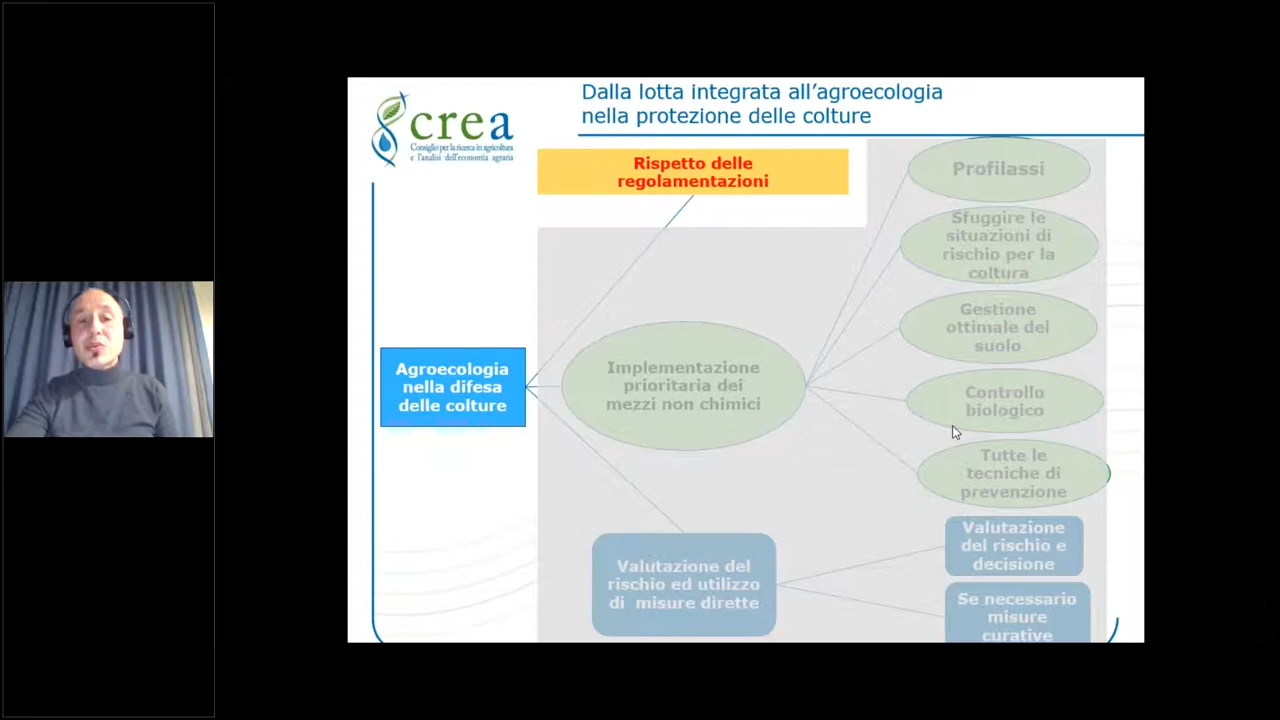 Dalla lotta integrata all’agroecologia
nella protezione delle colture
crea
Consiglio per la ricerca in agricoltura
e l’analisi dell’economia agraria
Rispetto delle
regolamentazioni
Profilassi
Sfuggire le
situazioni di
rischio per la
coltura
Gestione
ottimale del
suolo
Agroecologia
nella difesa
delle colture
Implementazione
prioritaria dei
mezzi non chimici
Controllo
biologico
Tutte le
tecniche di
prevenzione
Valutazione del
rischio ed utilizzo
di misure dirette
Valutazione
del rischio e
decisione
Se necessario
misure
curative